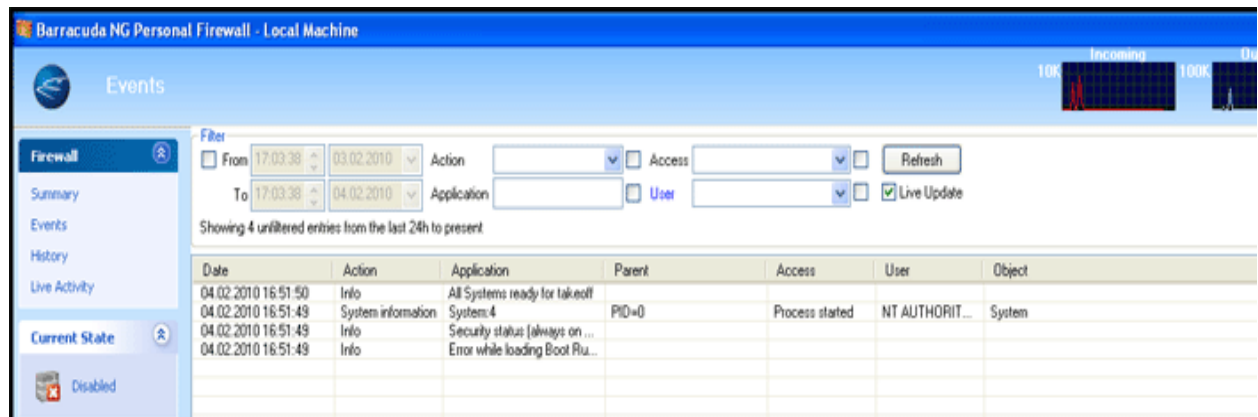 Barracuda NG Personal Firewall - Local Machine
Events
Incoming
10K
100K
Firewall
Summary
Events
History
Live Activity
Current State
Disabled
Filter
From 17:03:38 03.02.2010 Action Access Refresh
To 17:03:38 04.02.2010 Application User Live Update
Showing 4 unfiltered entries from the last 24h to present
Date Action Application Parent Access User Object
04.02.2010 16:51:50 Info All Systems ready for takeoff
04.02.2010 16:51:49 System information System:4 PID=0 Process started NT AUTHORIT... System
04.02.2010 16:51:49 Info Security status (always on ...
04.02.2010 16:51:49 Info Error while loading Boot Ru...